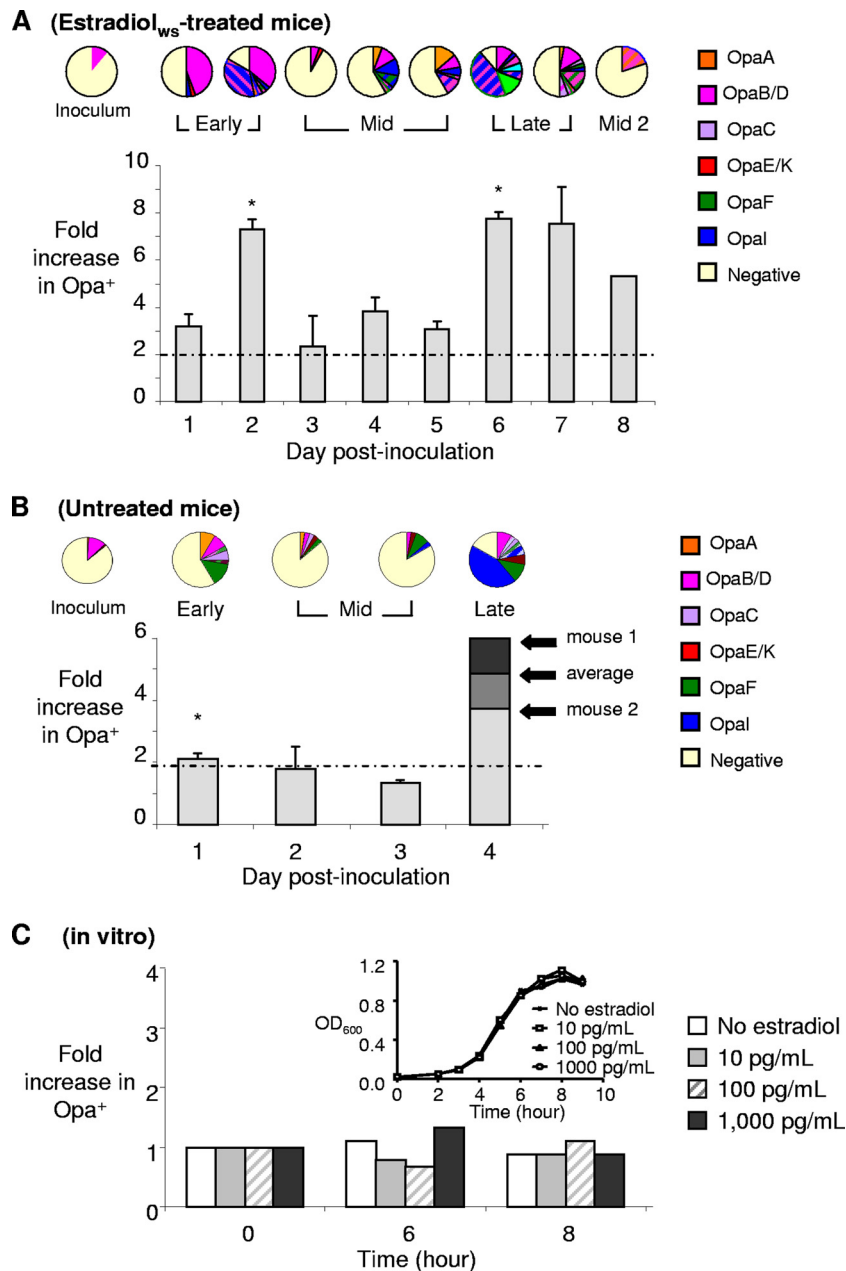 A (Estradiolws-treated mice)
Inoculum
Early
Mid
Late
Mid 2
OpaA
OpaB/D
OpaC
OpaE/K
OpaF
OpaI
Negative
Fold
increase
in Opa+
10
8
6
4
2
0
* *
1 2 3 4 5 6 7 8
Day post-inoculation
B (Untreated mice)
Inoculum
Early
Mid
Late
OpaA
OpaB/D
OpaC
OpaE/K
OpaF
OpaI
Negative
Fold
increase
in Opa+
6
4
2
0
*
mouse 1
average
mouse 2
1 2 3 4
Day post-inoculation
C (in vitro)
Fold
increase in
Opa+
4
3
2
1
0
OD600
1.2
0.8
0.4
0.0
No estradiol
10 pg/mL
100 pg/mL
1000 pg/mL
0 2 4 6 8 10
Time (hour)
No estradiol
10 pg/mL
100 pg/mL
1,000 pg/mL
0 6 8
Time (hour)